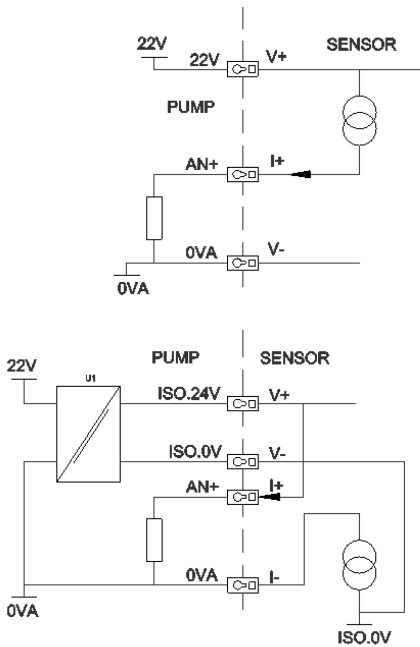 22V 22V V+ SENSOR
PUMP
AN+ I+
0VA V-
0VA
PUMP SENSOR
22V U1 ISO.24V V+
ISO.0V V-
AN+ I+
0VA I-
0VA ISO.0V